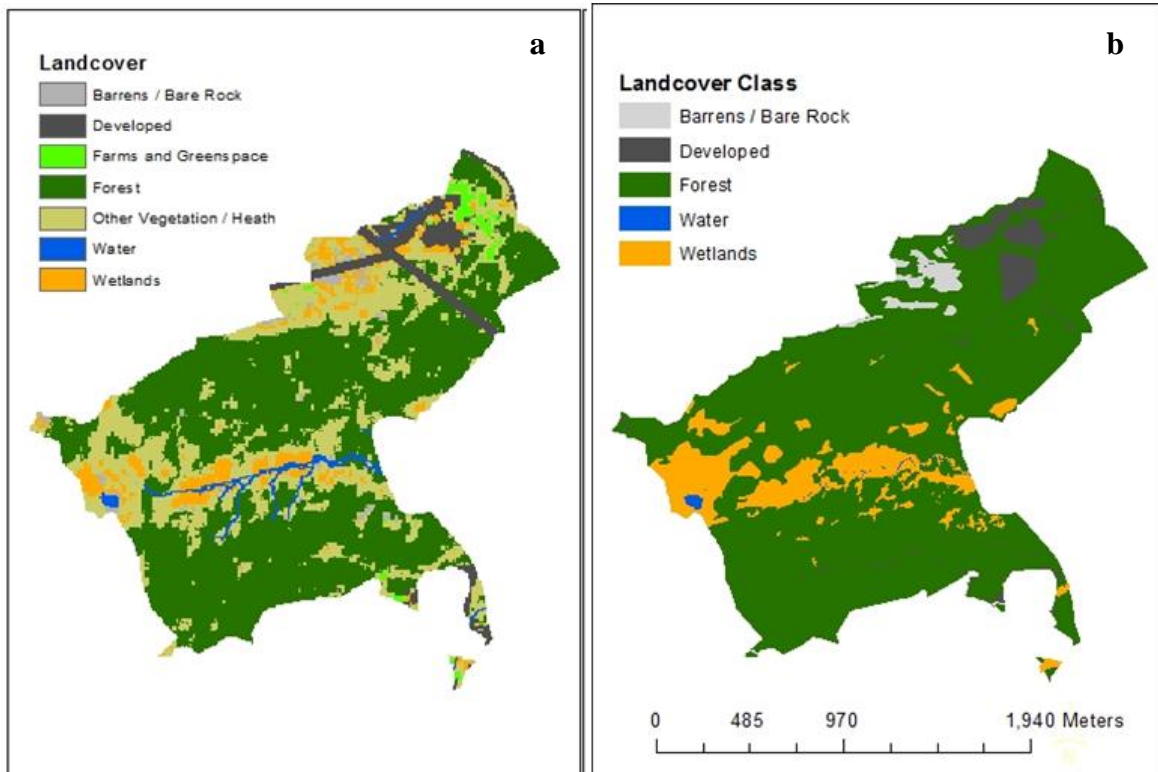 a
Landcover
Barrens / Bare Rock
Developed
Farms and Greenspace
Forest
Other Vegetation / Heath
Water
Wetlands
b
Landcover Class
Barrens / Bare Rock
Developed
Forest
Water
Wetlands
0 485 970 1,940 Meters